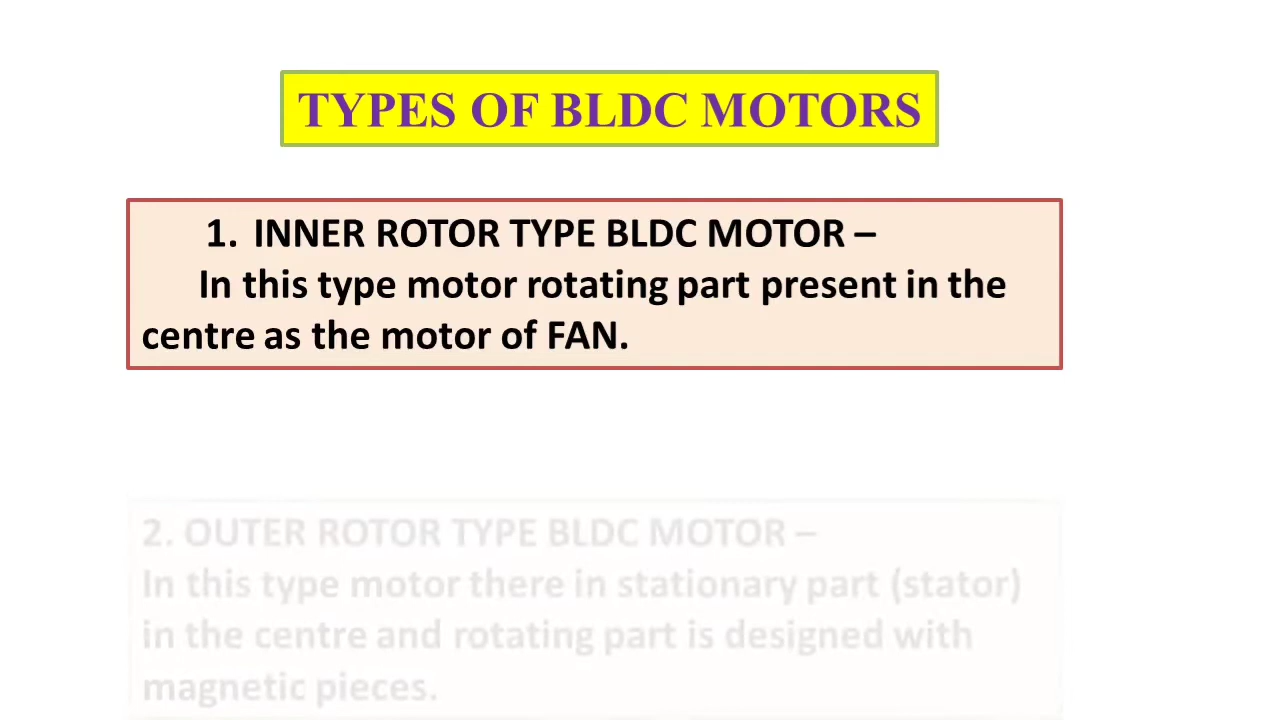 TYPES OF BLDC MOTORS
1. INNER ROTOR TYPE BLDC MOTOR –
In this type motor rotating part present in the
centre as the motor of FAN.
2. OUTER ROTOR TYPE BLDC MOTOR –
In this type motor there in stationary part (stator)
in the centre and rotating part is designed with
magnetic pieces.